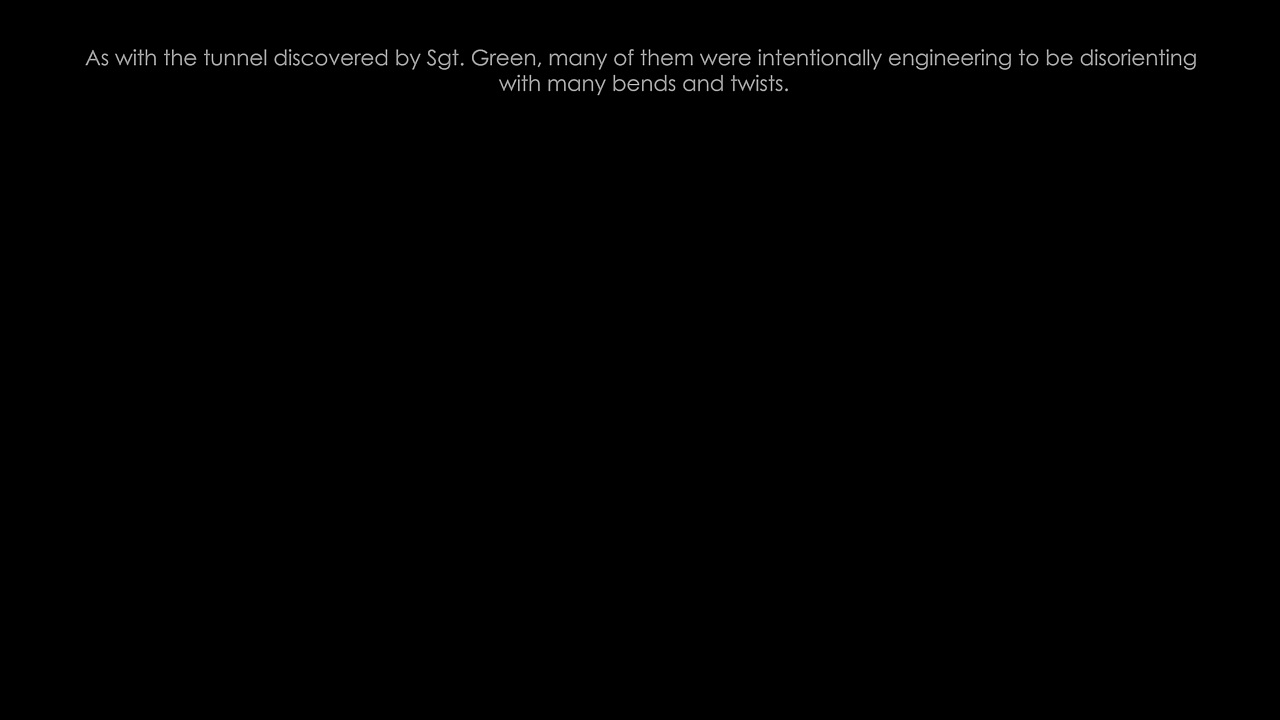 As with the tunnel discovered by Sgt. Green, many of them were intentionally engineering to be disorienting
with many bends and twists.